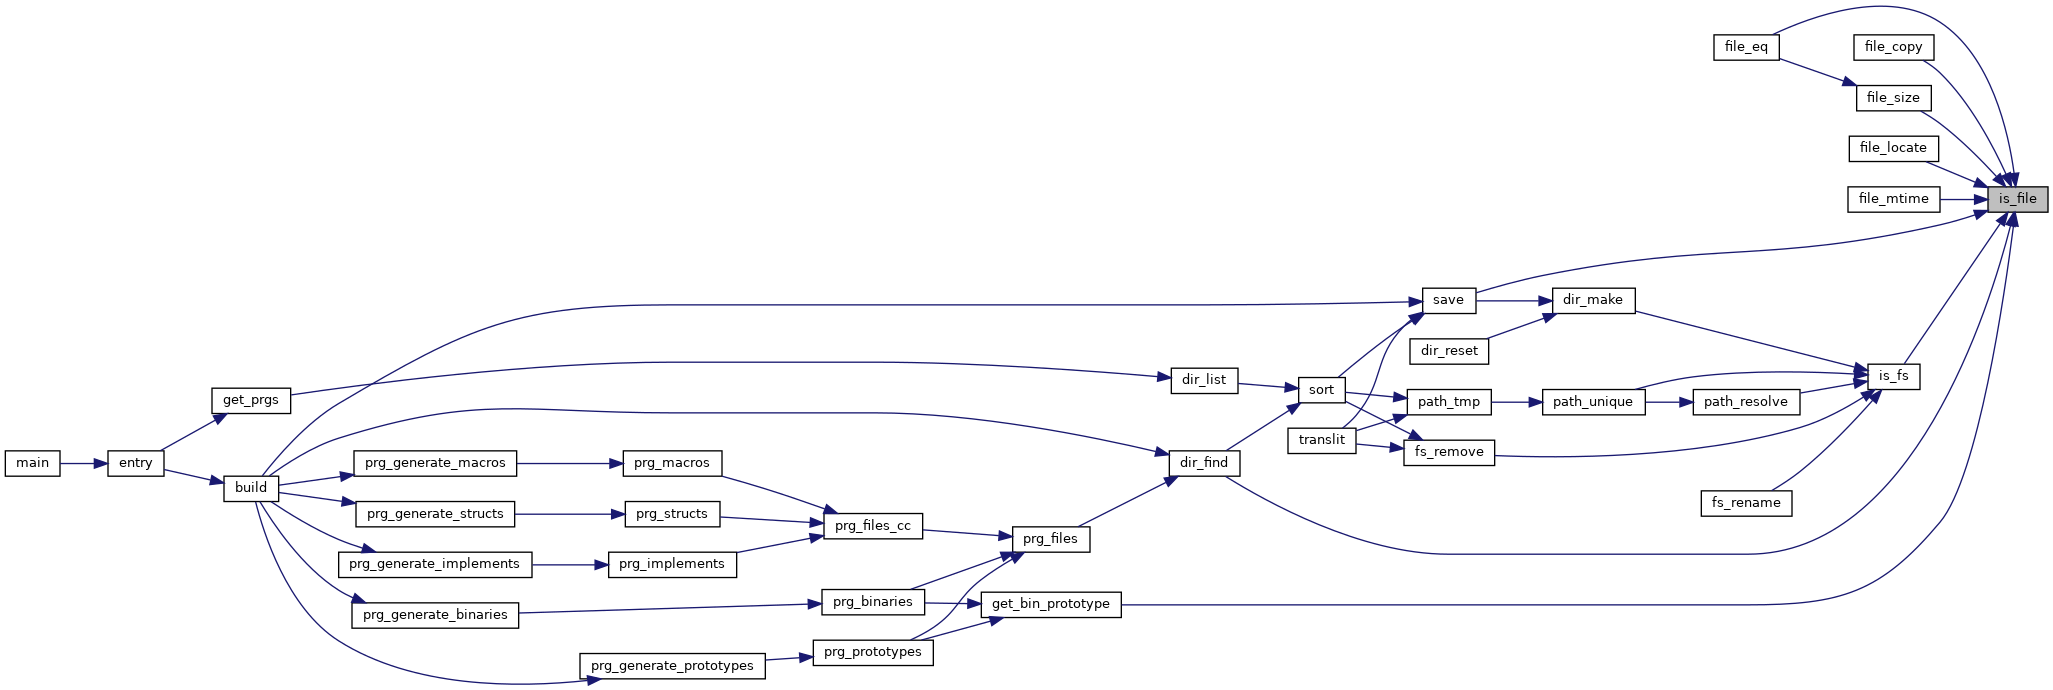 file_eq
file_copy
file_size
file_locate
file_mtime
is_file
save
dir_make
dir_reset
is_fs
dir_list
sort
get_prgs
path_tmp
path_unique
path_resolve
translit
fs_remove
main
entry
prg_generate_macros
prg_macros
dir_find
build
fs_rename
prg_generate_structs
prg_structs
prg_files_cc
prg_files
prg_generate_implements
prg_implements
prg_binaries
get_bin_prototype
prg_generate_binaries
prg_prototypes
prg_generate_prototypes